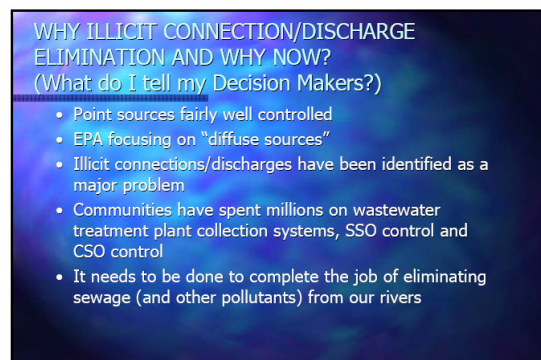 WHY ILLICIT CONNECTION/DISCHARGE
ELIMINATION AND WHY NOW?
(What do I tell my Decision Makers?)
• Point sources fairly well controlled
• EPA focusing on “diffuse sources”
• Illicit connections/discharges have been identified as a
major problem
• Communities have spent millions on wastewater
treatment plant collection systems, SSO control and
CSO control
• It needs to be done to complete the job of eliminating
sewage (and other pollutants) from our rivers